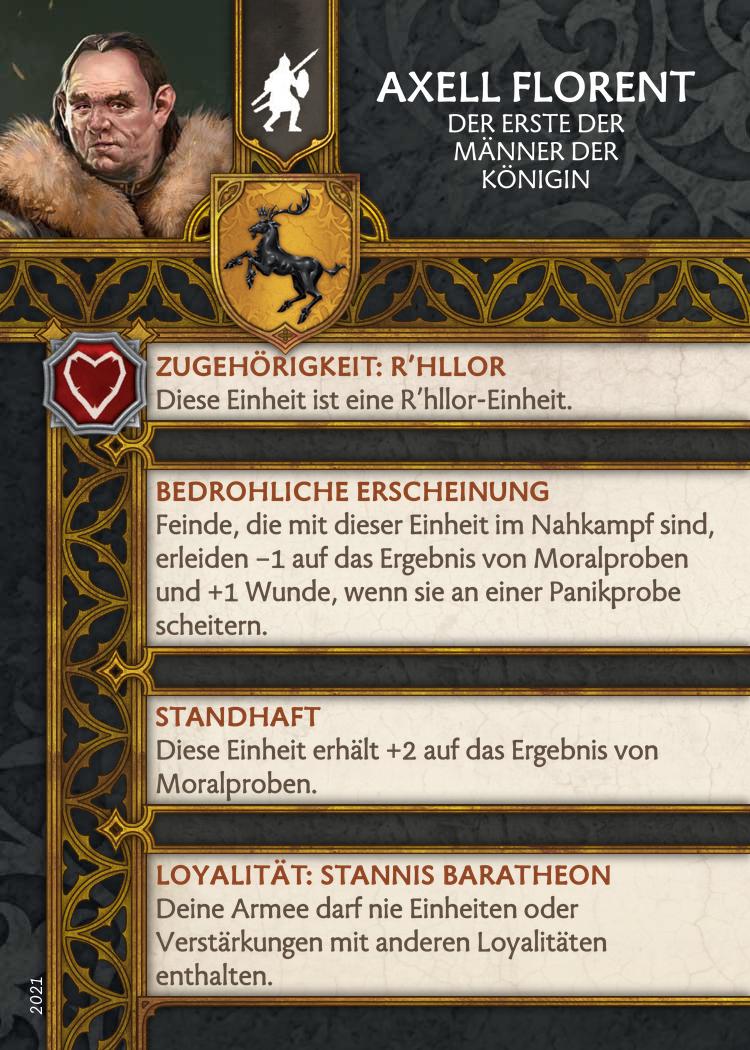 AXELL FLORENT
DER ERSTE DER
MÄNNER DER
KÖNIGIN
ZUGEHÖRIGKEIT: R'HLLOR
Diese Einheit ist eine R'hllor-Einheit.
BEDROHLICHE ERSCHEINUNG
Feinde, die mit dieser Einheit im Nahkampf sind,
erleiden −1 auf das Ergebnis von Moralproben
und +1 Wunde, wenn sie an einer Panikprobe
scheitern.
STANDHAFT
Diese Einheit erhält +2 auf das Ergebnis von
Moralproben.
LOYALITÄT: STANNIS BARATHEON
Deine Armee darf nie Einheiten oder
Verstärkungen mit anderen Loyalitäten
enthalten.
2021